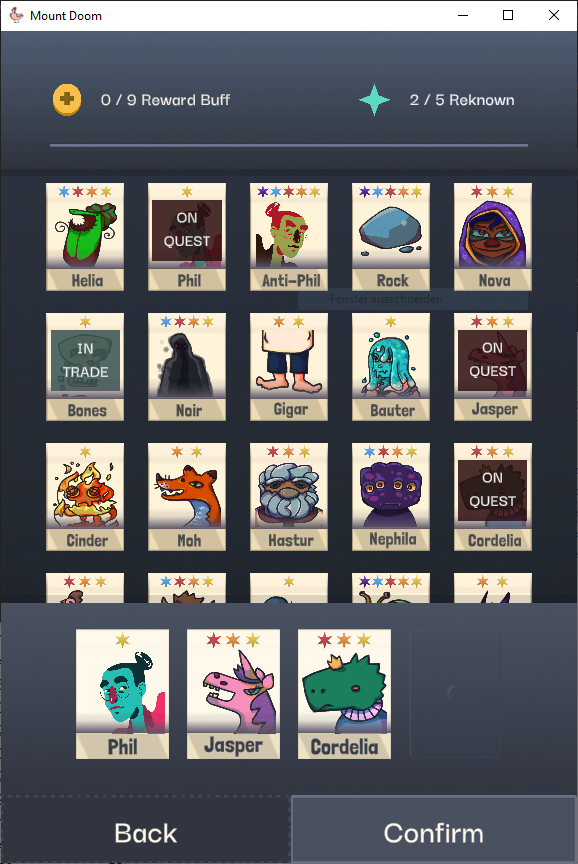 Mount Doom
0 / 9 Reward Buff
2 / 5 Reknown
ON
QUEST
Helia
Phil
Anti-Phil
Rock
Nova
Fenster ausschneiden
IN
TRADE
ON
QUEST
Bones
Noir
Gigar
Bauter
Jasper
ON
QUEST
Cinder
Moh
Hastur
Nephila
Cordelia
Phil
Jasper
Cordelia
Back
Confirm